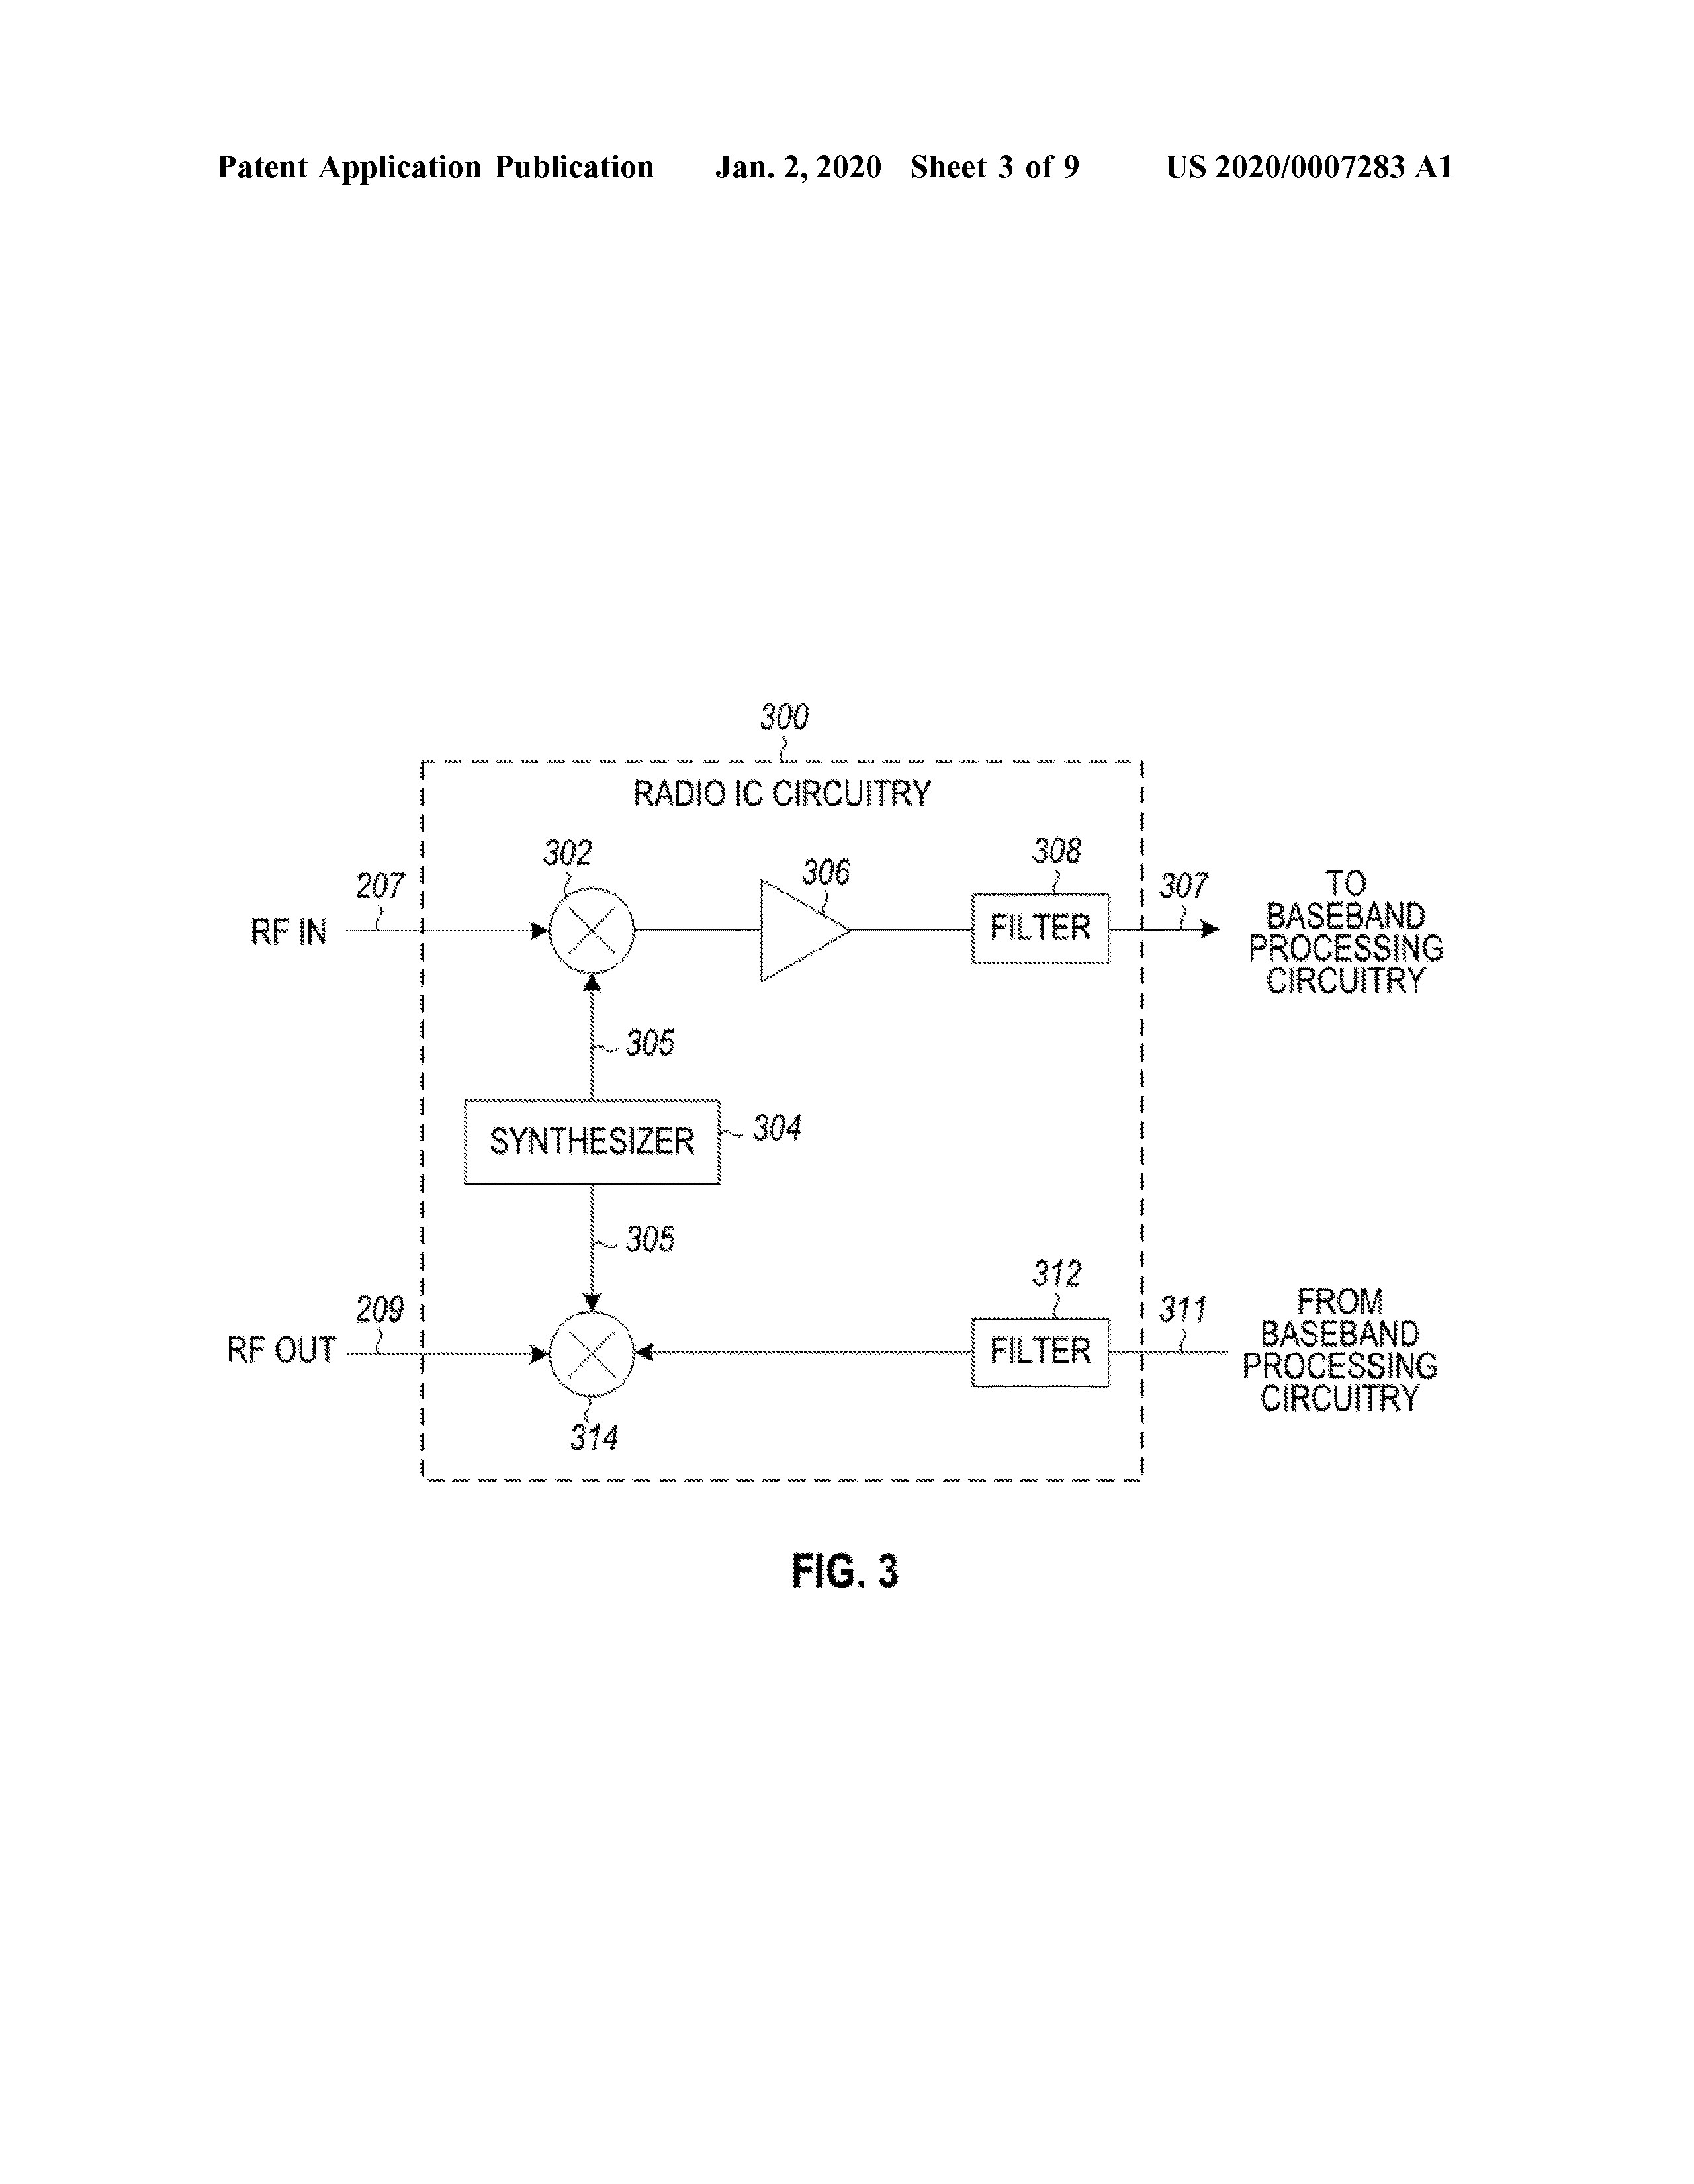 Patent Application Publication Jan. 2, 2020 Sheet 3 of 9 US 2020/0007283 A1
300
RADIO IC CIRCUITRY
302
306
308
207
307
RF IN
FILTER
TO
BASEBAND
PROCESSING
CIRCUITRY
305
SYNTHESIZER
304
305
312
209
311
RF OUT
FILTER
FROM
BASEBAND
PROCESSING
CIRCUITRY
314
FIG. 3